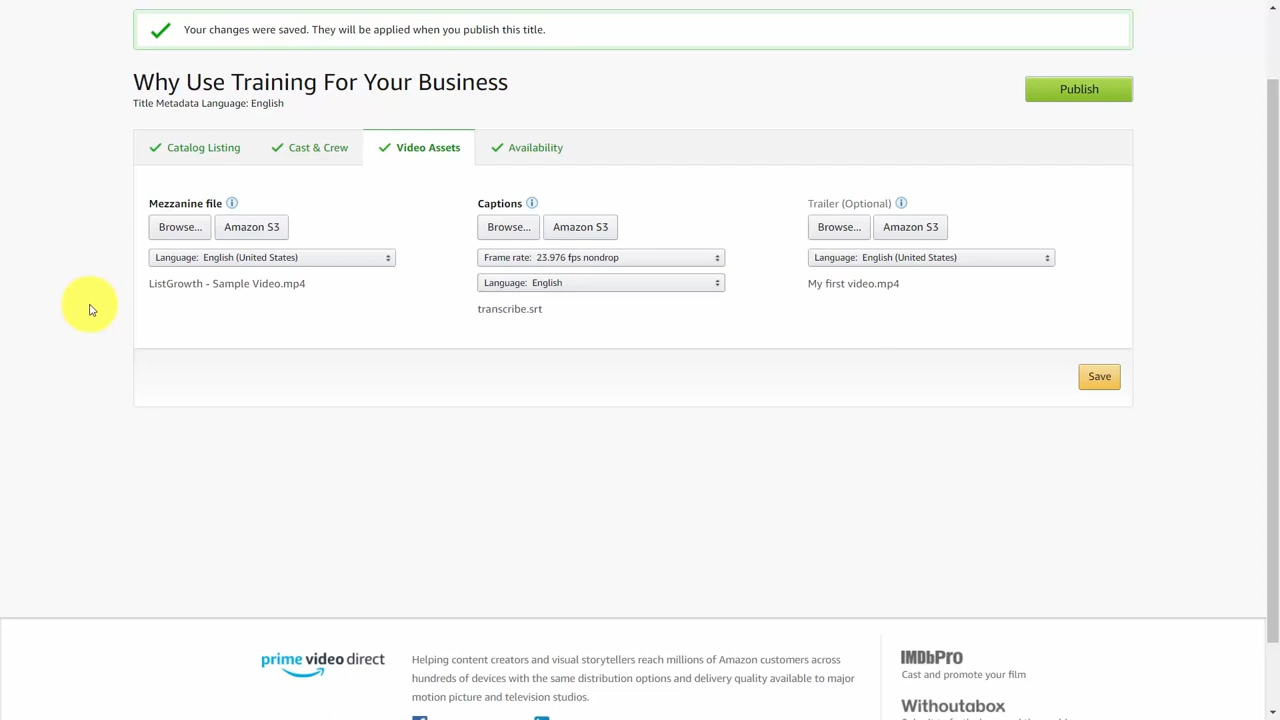 Your changes were saved. They will be applied when you publish this title.
Why Use Training For Your Business
Title Metadata Language: English
Publish
Catalog Listing
Cast & Crew
Video Assets
Availability
Mezzanine file
Browse...
Amazon S3
Language: English (United States)
ListGrowth - Sample Video.mp4
Captions
Browse...
Amazon S3
Frame rate: 23.976 fps nondrop
Language: English
transcribe.srt
Trailer (Optional)
Browse...
Amazon S3
Language: English (United States)
My first video.mp4
Save
prime video direct
Helping content creators and visual storytellers reach millions of Amazon customers across
hundreds of devices with the same distribution options and delivery quality available to major
motion picture and television studios.
IMDbPro
Cast and promote your film
Withoutabox